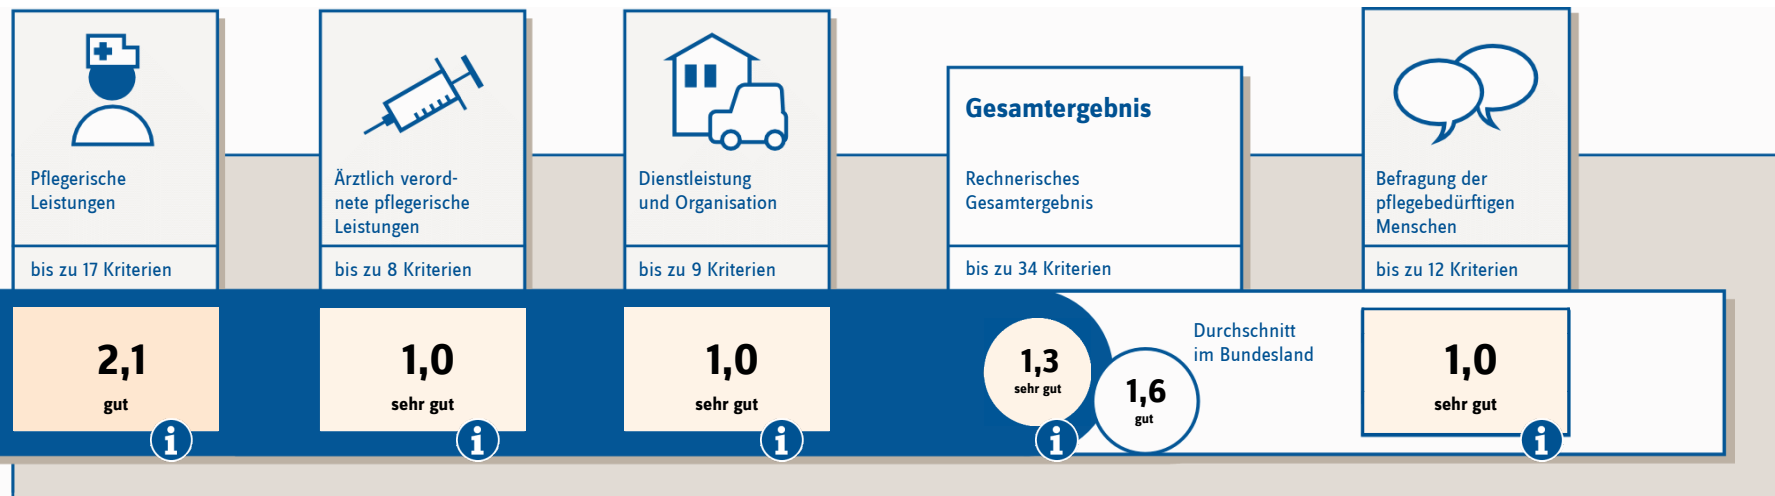 Pflegerische
Leistungen
bis zu 17 Kriterien
2,1
gut
Ärztlich verord-
nete pflegerische
Leistungen
bis zu 8 Kriterien
1,0
sehr gut
Dienstleistung
und Organisation
bis zu 9 Kriterien
1,0
sehr gut
Gesamtergebnis
Rechnerisches
Gesamtergebnis
bis zu 34 Kriterien
1,3
sehr gut
1,6
gut
Durchschnitt
im Bundesland
Befragung der
pflegebedürftigen
Menschen
bis zu 12 Kriterien
1,0
sehr gut